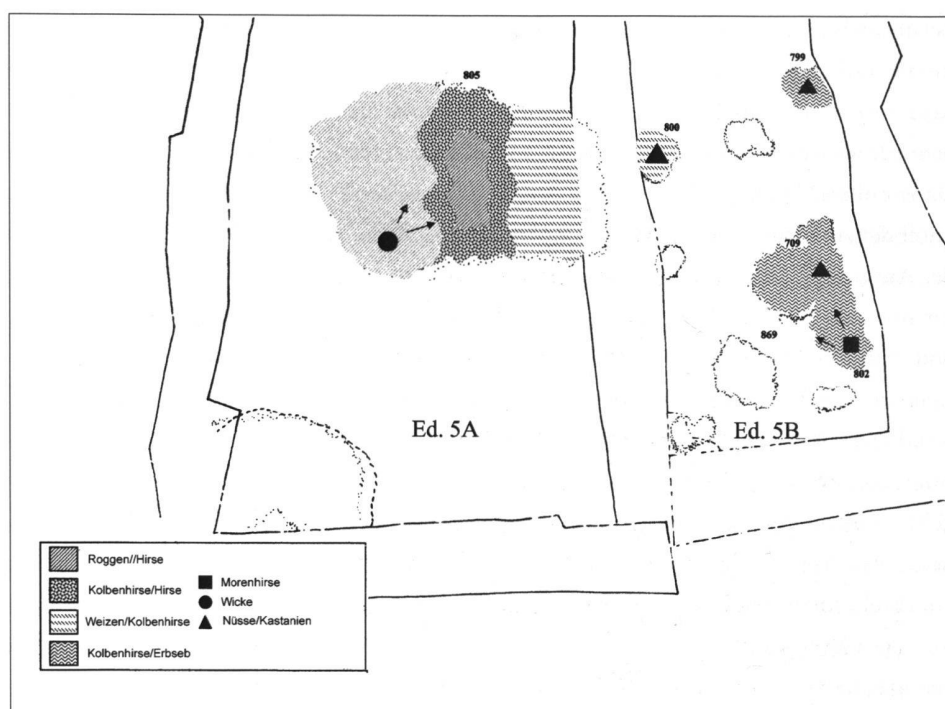 799
805
800
709
869
802
Ed. 5A
Ed. 5B
Roggen//Hirse
Kolbenhirse/Hirse
Weizen/Kolbenhirse
Kolbenhirse/Erbseb
Morenhirse
Wicke
Nüsse/Kastanien